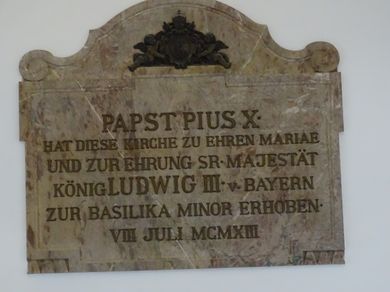 PAPST PIUS X·
HAT DIESE KIRCHE ZU EHREN MARIAE
UND ZUR EHRUNG SR· MAJESTÄT
KÖNIG LUDWIG III· v· BAYERN
ZUR BASILIKA MINOR ERHOBEN·
VIII JULI MCMXIII